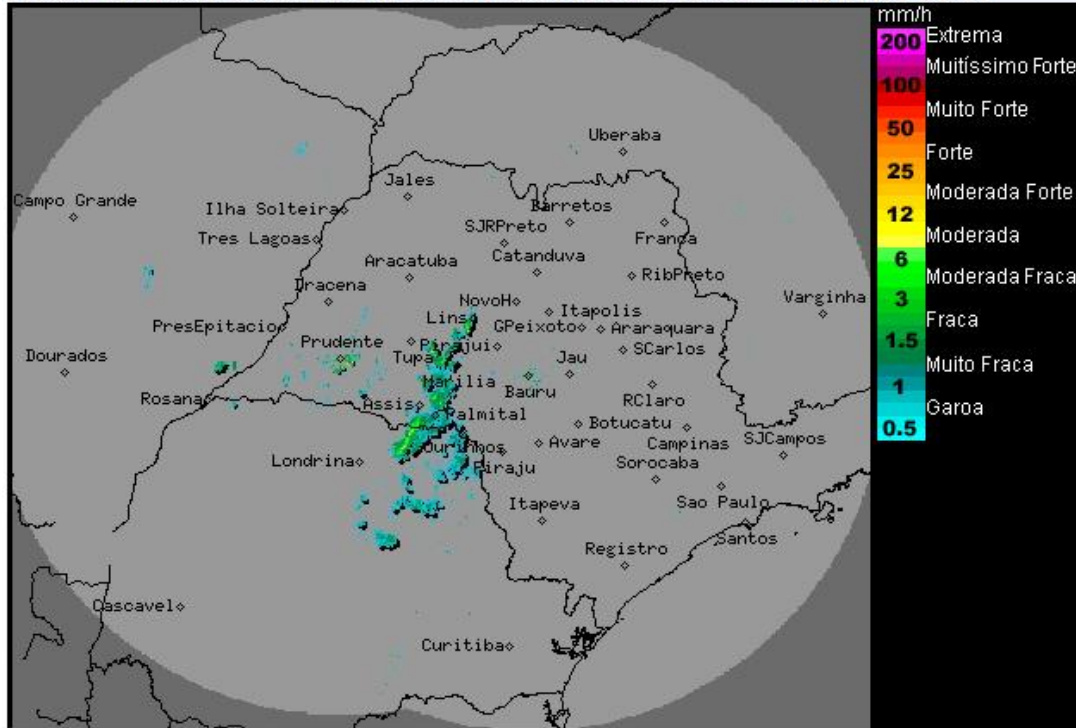 mm/h
200 Extrema
Muitíssimo Forte
100
Muito Forte
50
Forte
25
Moderada Forte
12
Moderada
6
Moderada Fraca
3
Fraca
1.5
Muito Fraca
1
Garoa
0.5
Uberaba
Jales
Campo Grande
Ilha Solteira
Barretos
SJRPreto
Franca
Tres Lagoas
Catanduva
Aracatuba
RibPreto
Dracena
NovoH
Itapolis
Varginha
Lins
PresEpitacio
GPeixoto
Araraquara
Prudente
Pirajui
SCarlos
Dourados
Tupa
Jau
Marilia
Bauru
Rosana
Assis
RClaro
Palmital
Botucatu
Campinas
SJCampos
Ourinhos
Avare
Londrina
Piraju
Sorocaba
Itapeva
Sao Paulo
Santos
Registro
Cascavel
Curitiba